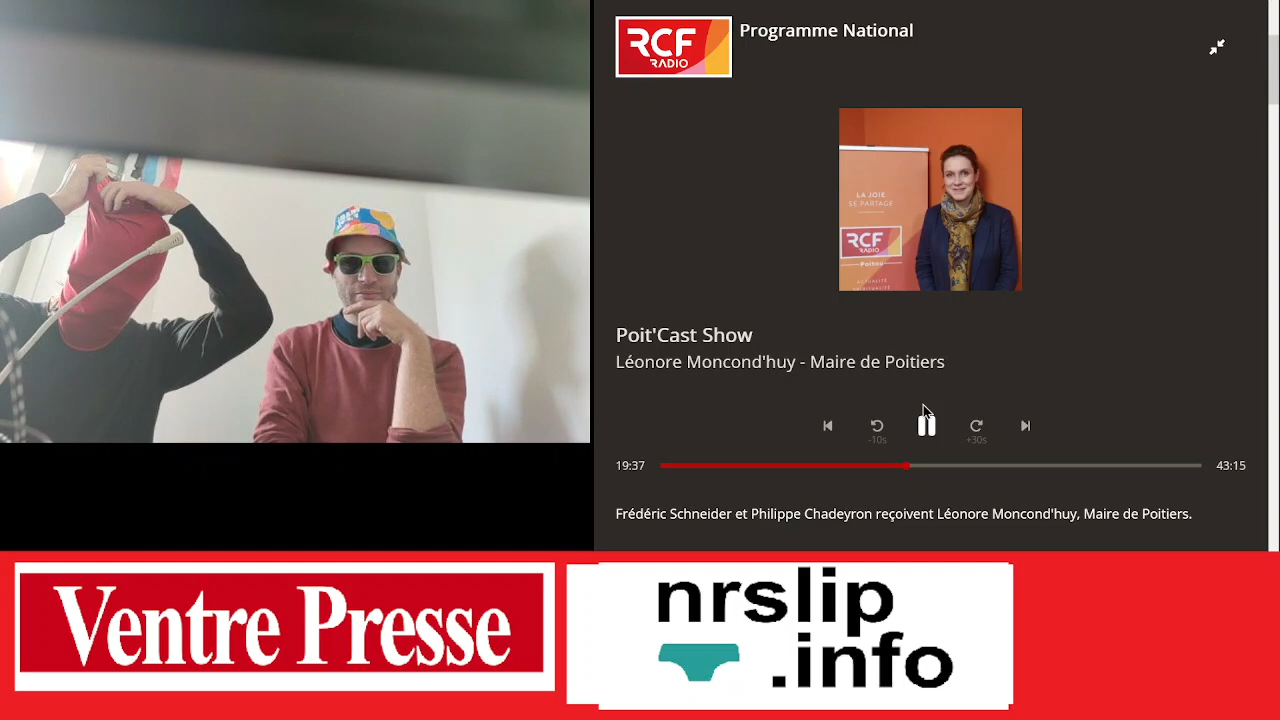 RCF
RADIO
Programme National
LA JOIE
SE PARTAGE
RCF
RADIO
Poitou
ACTUALITÉ
Poit'Cast Show
Léonore Moncond'huy - Maire de Poitiers
-10s
+30s
19:37
43:15
Frédéric Schneider et Philippe Chadeyron reçoivent Léonore Moncond'huy, Maire de Poitiers.
Ventre Presse
nrslip
.info